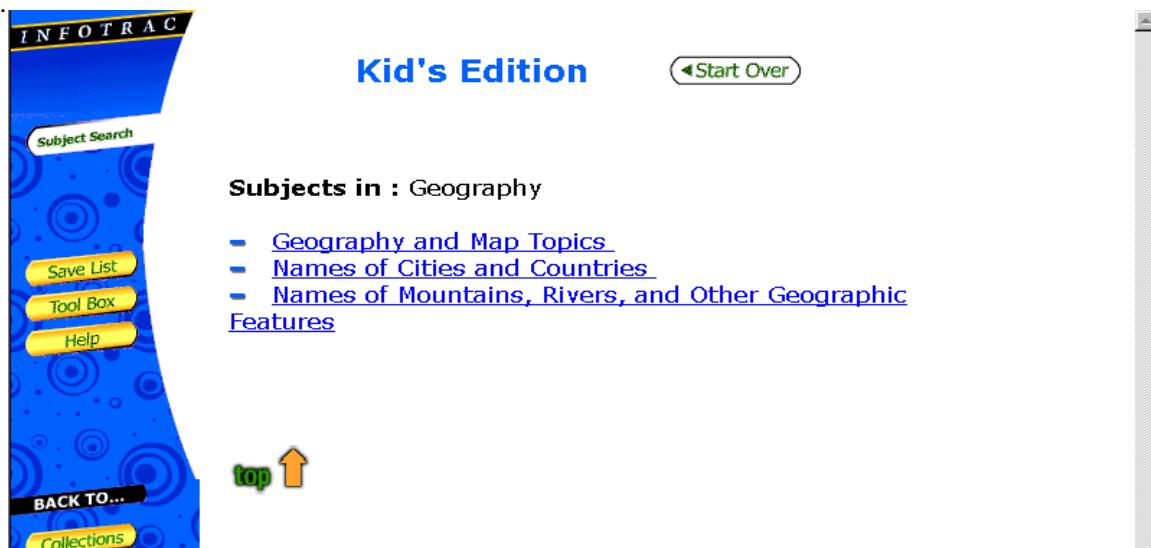 INFOTRAC
Kid's Edition
Start Over
Subject Search
Subjects in : Geography
Geography and Map Topics
Names of Cities and Countries
Names of Mountains, Rivers, and Other Geographic
Features
Save List
Tool Box
Help
top
BACK TO...
Collections